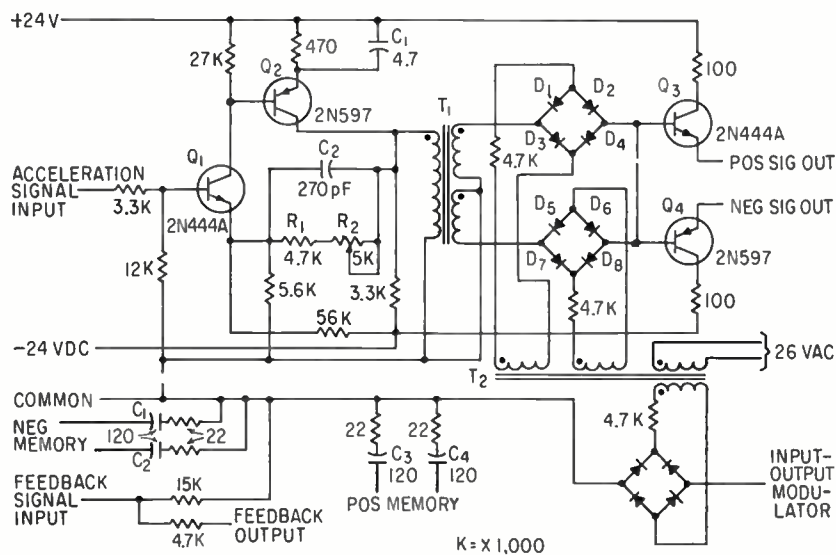 +24V
27K
470
C1
4.7
Q2
2N597
Q1
2N444A
ACCELERATION
SIGNAL
INPUT
3.3K
12K
C2
270pF
R1
4.7K
R2
5K
5.6K
3.3K
56K
T1
4.7K
D1
D2
D3
D4
D5
D6
D7
D8
4.7K
100
Q3
2N444A
POS SIG OUT
NEG SIG OUT
Q4
2N597
100
-24 VDC
T2
26 VAC
COMMON
NEG
MEMORY
C1
120
22
C2
FEEDBACK
SIGNAL
INPUT
15K
4.7K
FEEDBACK
OUTPUT
22
C3
120
22
C4
120
POS MEMORY
4.7K
INPUT-
OUTPUT
MODU-
LATOR
K = X 1,000